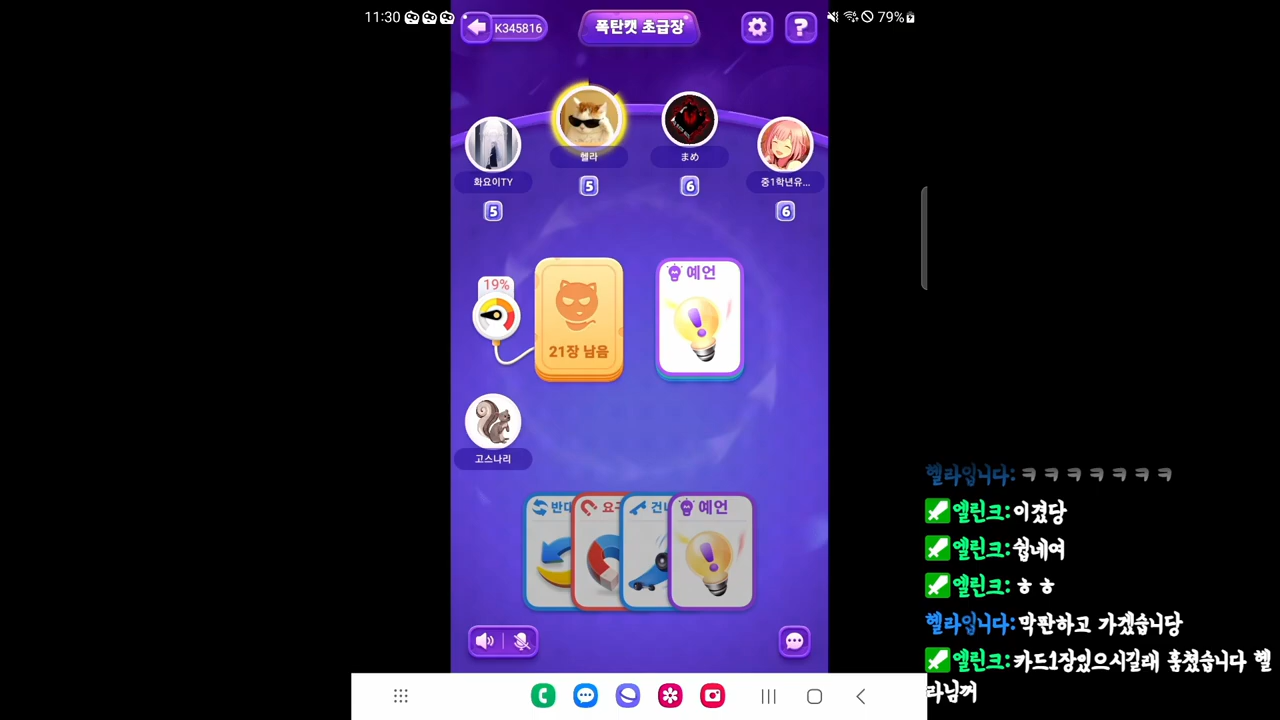 11:30
79%
K345816
폭탄캣 초급장
헬라
まめ
화요이TY
중1학년유...
5
6
5
6
19%
예언
21장 남음
고스나리
반대
요구
건너
예언
헬라입니다:ㅋㅋㅋㅋㅋㅋㅋ
엘린크:이겼당
엘린크:쉽네여
엘린크:ㅎㅎ
헬라입니다:막판하고 가겠습니당
엘린크:카드1장있으시길래 훔쳤습니다 헬
라님꺼